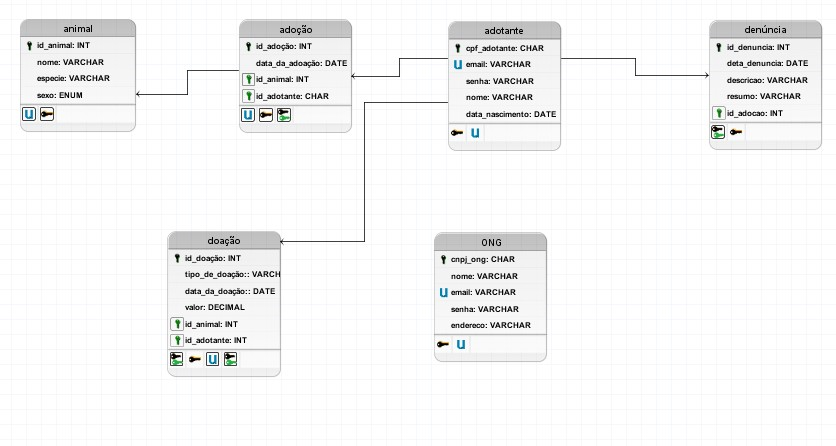 animal
id_animal: INT
nome: VARCHAR
especie: VARCHAR
sexo: ENUM
adoção
id_adoção: INT
data_da_adoação: DATE
id_animal: INT
id_adotante: CHAR
adotante
cpf_adotante: CHAR
email: VARCHAR
senha: VARCHAR
nome: VARCHAR
data_nascimento: DATE
denúncia
id_denuncia: INT
deta_denuncia: DATE
descricao: VARCHAR
resumo: VARCHAR
id_adocao: INT
doação
id_doação: INT
tipo_de_doação:: VARCH
data_da_doação:: DATE
valor: DECIMAL
id_animal: INT
id_adotante: INT
ONG
cnpj_ong: CHAR
nome: VARCHAR
email: VARCHAR
senha: VARCHAR
endereco: VARCHAR